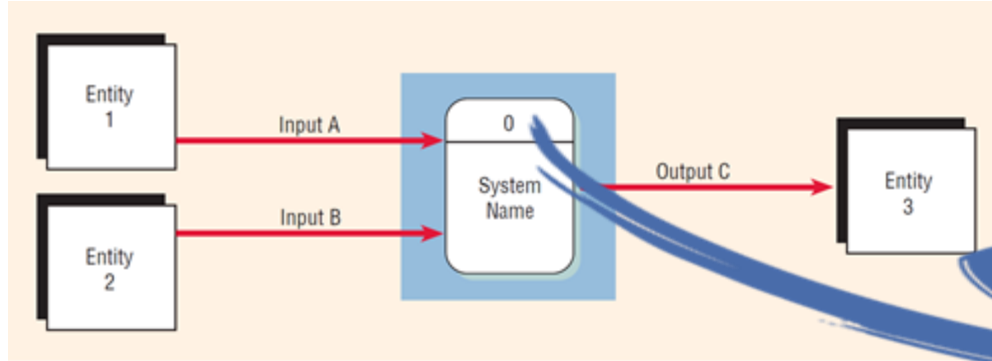 Entity
1
Input A
0
System
Name
Output C
Entity
3
Entity
2
Input B